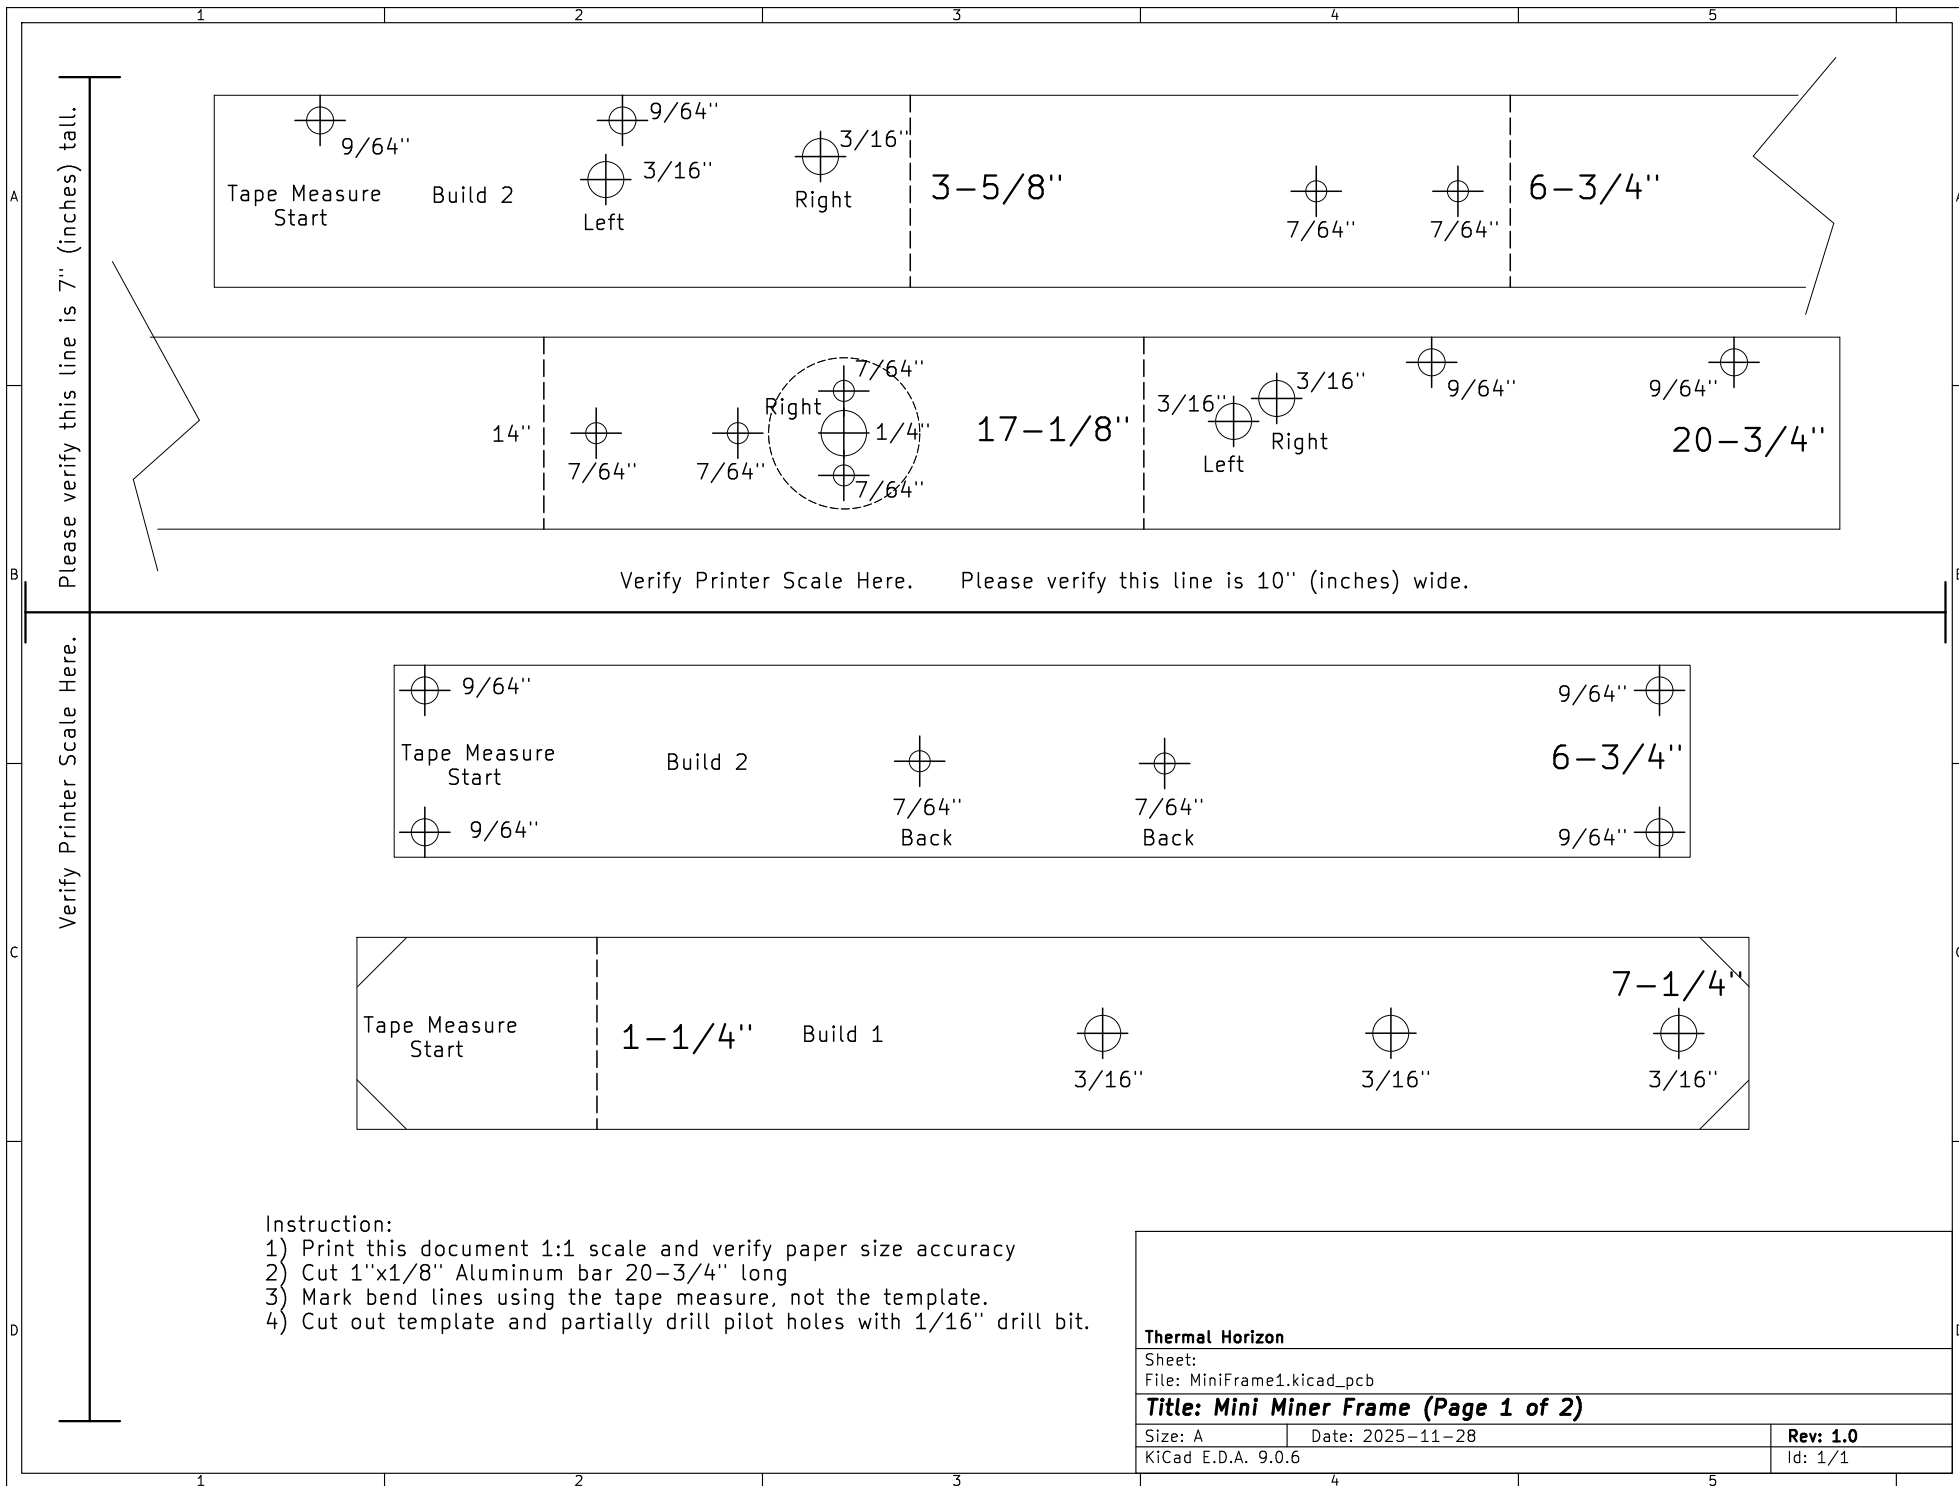 1 2 3 4 5
A
B
C
D
Please verify this line is 7" (inches) tall.
Verify Printer Scale Here.
9/64"
9/64"
3/16"
Left
3/16"
Right
Tape Measure
Start
Build 2
3-5/8"
7/64"
7/64"
6-3/4"
14"
7/64"
7/64"
7/64"
Right
1/4"
7/64"
17-1/8"
3/16"
Left
3/16"
Right
9/64"
9/64"
20-3/4"
Verify Printer Scale Here. Please verify this line is 10" (inches) wide.
9/64"
9/64"
Tape Measure
Start
Build 2
7/64"
Back
7/64"
Back
6-3/4"
9/64"
9/64"
Tape Measure
Start
1-1/4"
Build 1
3/16"
3/16"
3/16"
7-1/4"
Instruction:
1) Print this document 1:1 scale and verify paper size accuracy
2) Cut 1"x1/8" Aluminum bar 20-3/4" long
3) Mark bend lines using the tape measure, not the template.
4) Cut out template and partially drill pilot holes with 1/16" drill bit.
Thermal Horizon
Sheet:
File: MiniFrame1.kicad_pcb
Title: Mini Miner Frame (Page 1 of 2)
Size: A Date: 2025-11-28 Rev: 1.0
KiCad E.D.A. 9.0.6 Id: 1/1
1 2 3 4 5